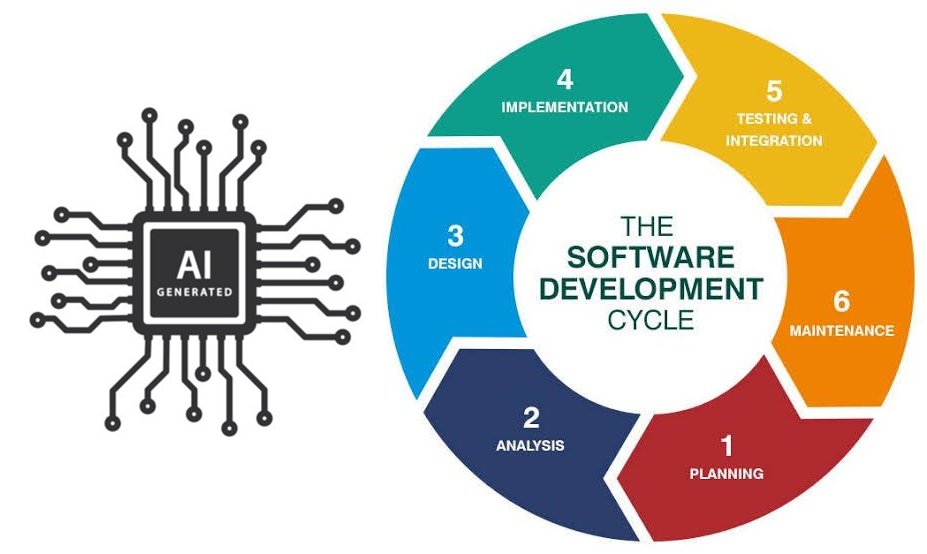 AI
GENERATED
THE
SOFTWARE
DEVELOPMENT
CYCLE
1
PLANNING
2
ANALYSIS
3
DESIGN
4
IMPLEMENTATION
5
TESTING &
INTEGRATION
6
MAINTENANCE